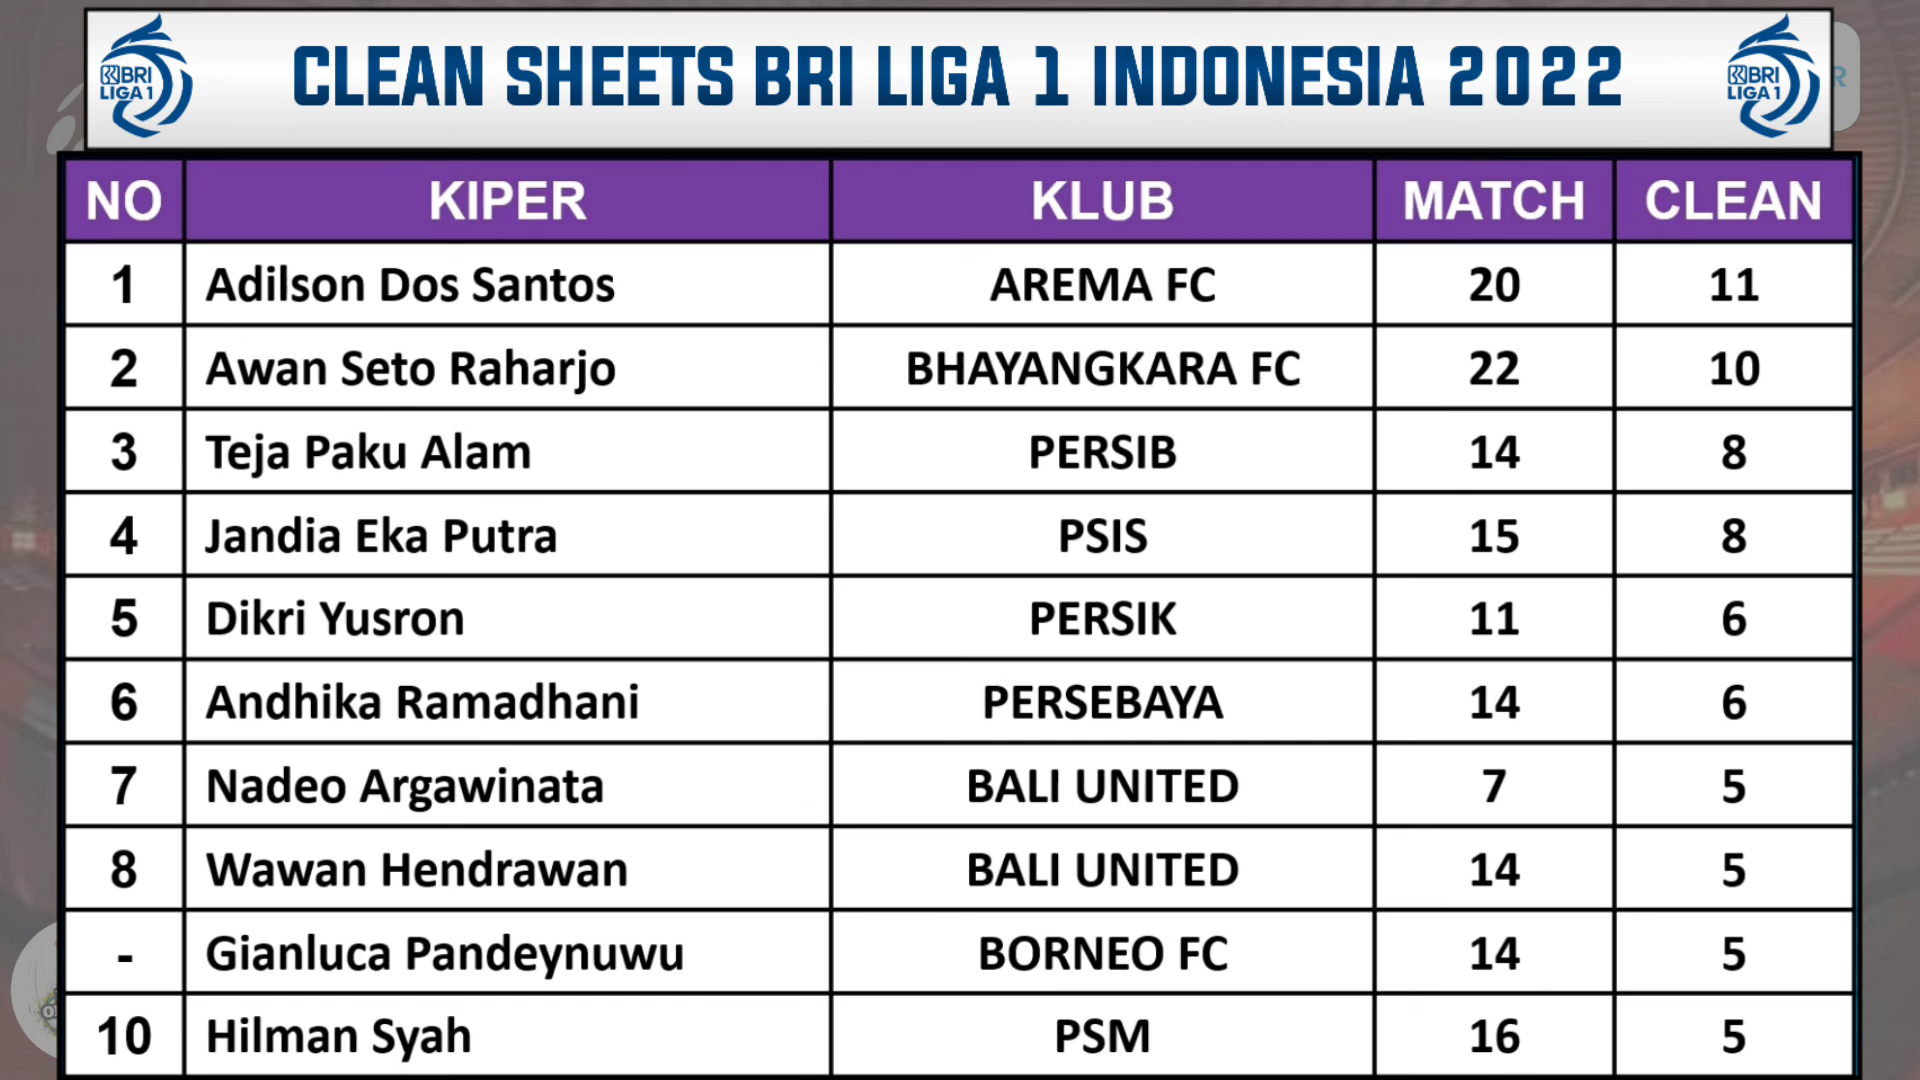 BRI
LIGA 1
CLEAN SHEETS BRI LIGA 1 INDONESIA 2022
BRI
LIGA 1
R
NO KIPER KLUB MATCH CLEAN
1 Adilson Dos Santos AREMA FC 20 11
2 Awan Seto Raharjo BHAYANGKARA FC 22 10
3 Teja Paku Alam PERSIB 14 8
4 Jandia Eka Putra PSIS 15 8
5 Dikri Yusron PERSIK 11 6
6 Andhika Ramadhani PERSEBAYA 14 6
7 Nadeo Argawinata BALI UNITED 7 5
8 Wawan Hendrawan BALI UNITED 14 5
- Gianluca Pandeynuwu BORNEO FC 14 5
10 Hilman Syah PSM 16 5